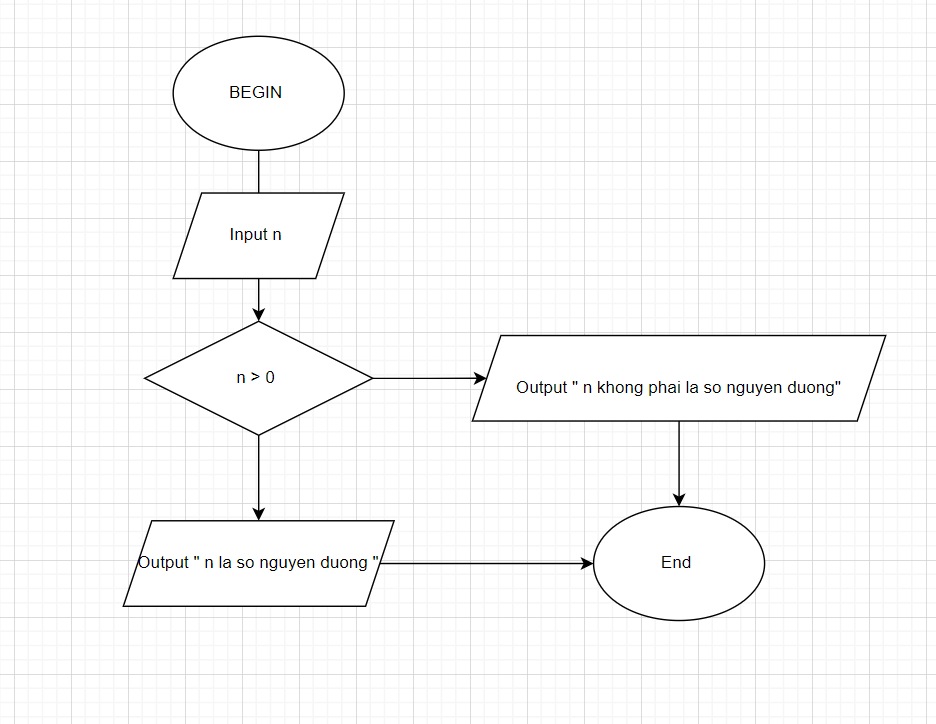 BEGIN
Input n
n > 0
Output " n khong phai la so nguyen duong"
Output " n la so nguyen duong "
End